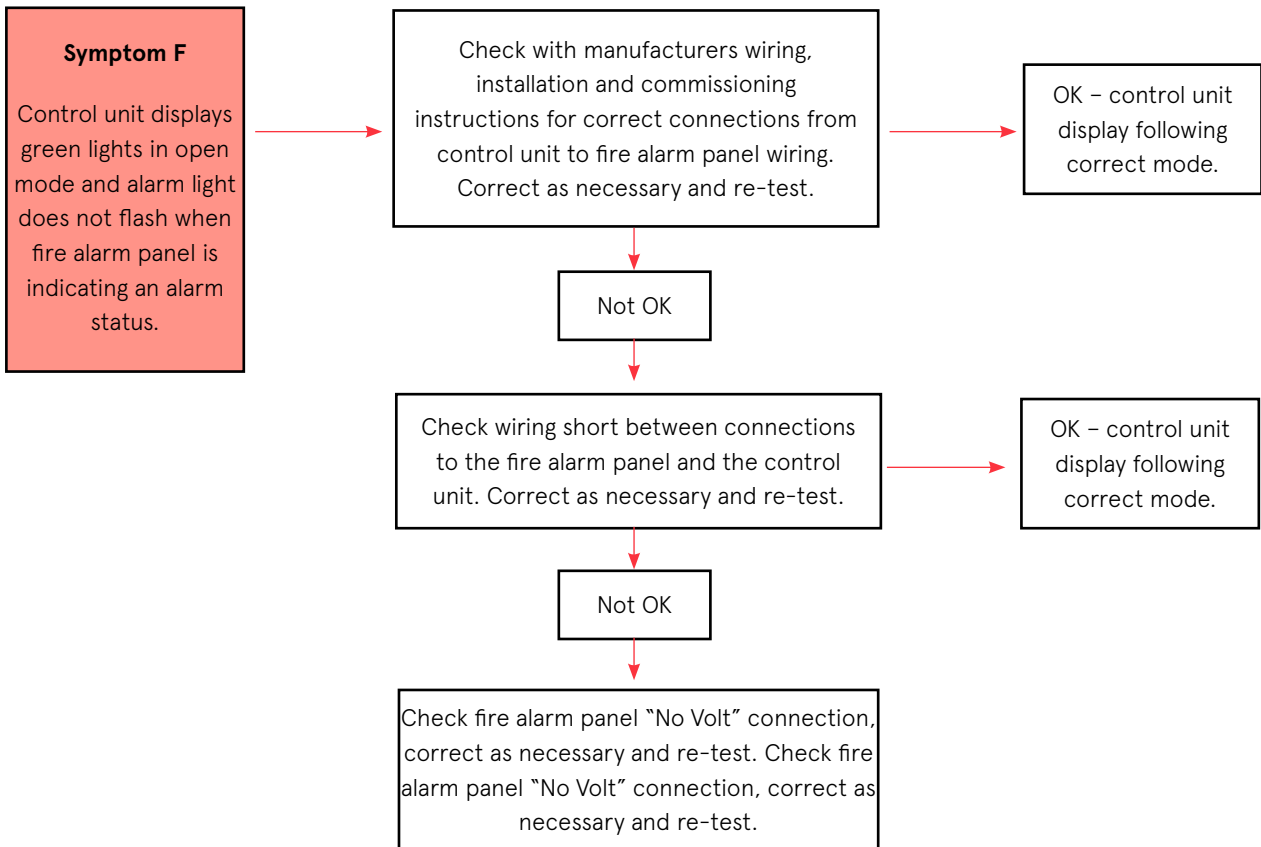 Symptom F
Control unit displays
green lights in open
mode and alarm light
does not flash when
fire alarm panel is
indicating an alarm
status.
Check with manufacturers wiring,
installation and commissioning
instructions for correct connections from
control unit to fire alarm panel wiring.
Correct as necessary and re-test.
OK – control unit
display following
correct mode.
Not OK
Check wiring short between connections
to the fire alarm panel and the control
unit. Correct as necessary and re-test.
OK – control unit
display following
correct mode.
Not OK
Check fire alarm panel “No Volt” connection,
correct as necessary and re-test. Check fire
alarm panel “No Volt” connection, correct as
necessary and re-test.